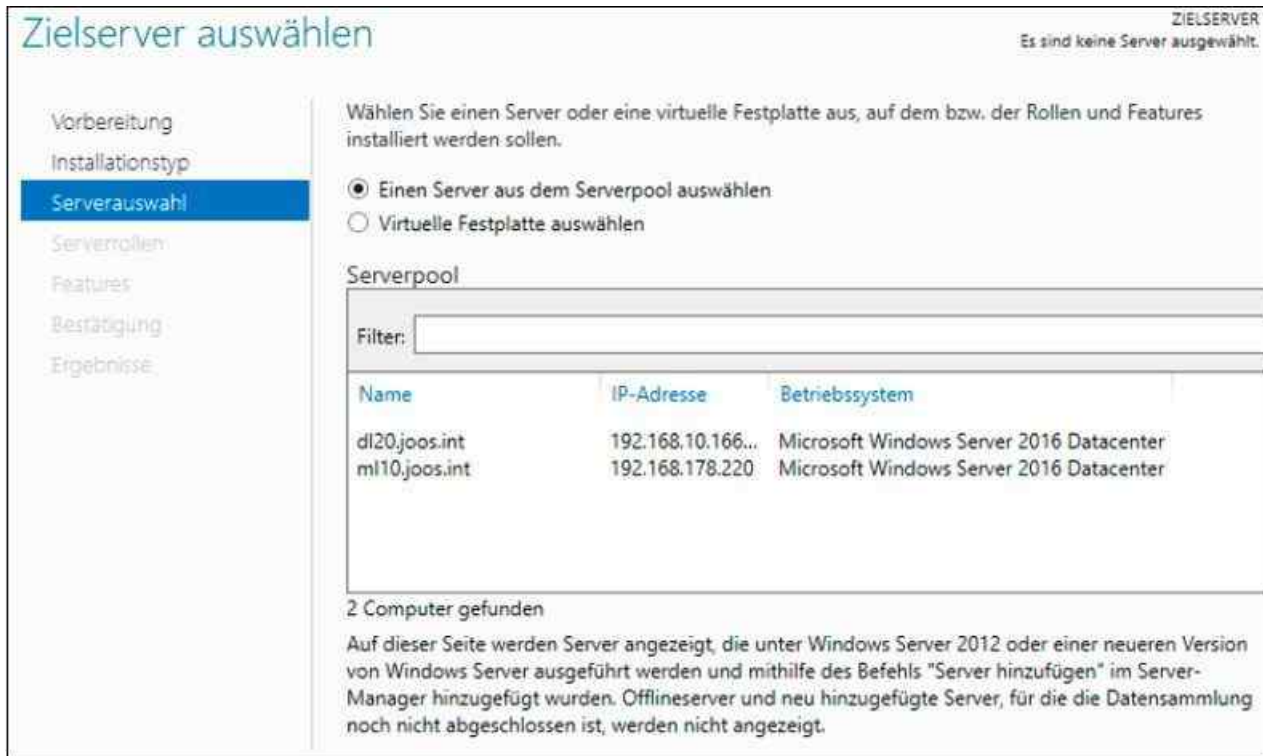 Zielserver auswählen
ZIELSERVER
Es sind keine Server ausgewählt.
Vorbereitung
Installationstyp
Serverauswahl
Serverrollen
Features
Bestätigung
Ergebnisse
Wählen Sie einen Server oder eine virtuelle Festplatte aus, auf dem bzw. der Rollen und Features
installiert werden sollen.
Einen Server aus dem Serverpool auswählen
Virtuelle Festplatte auswählen
Serverpool
Filter:
Name IP-Adresse Betriebssystem
dl20.joos.int 192.168.10.166... Microsoft Windows Server 2016 Datacenter
ml10.joos.int 192.168.178.220 Microsoft Windows Server 2016 Datacenter
2 Computer gefunden
Auf dieser Seite werden Server angezeigt, die unter Windows Server 2012 oder einer neueren Version
von Windows Server ausgeführt werden und mithilfe des Befehls "Server hinzufügen" im Server-
Manager hinzugefügt wurden. Offlineserver und neu hinzugefügte Server, für die die Datensammlung
noch nicht abgeschlossen ist, werden nicht angezeigt.